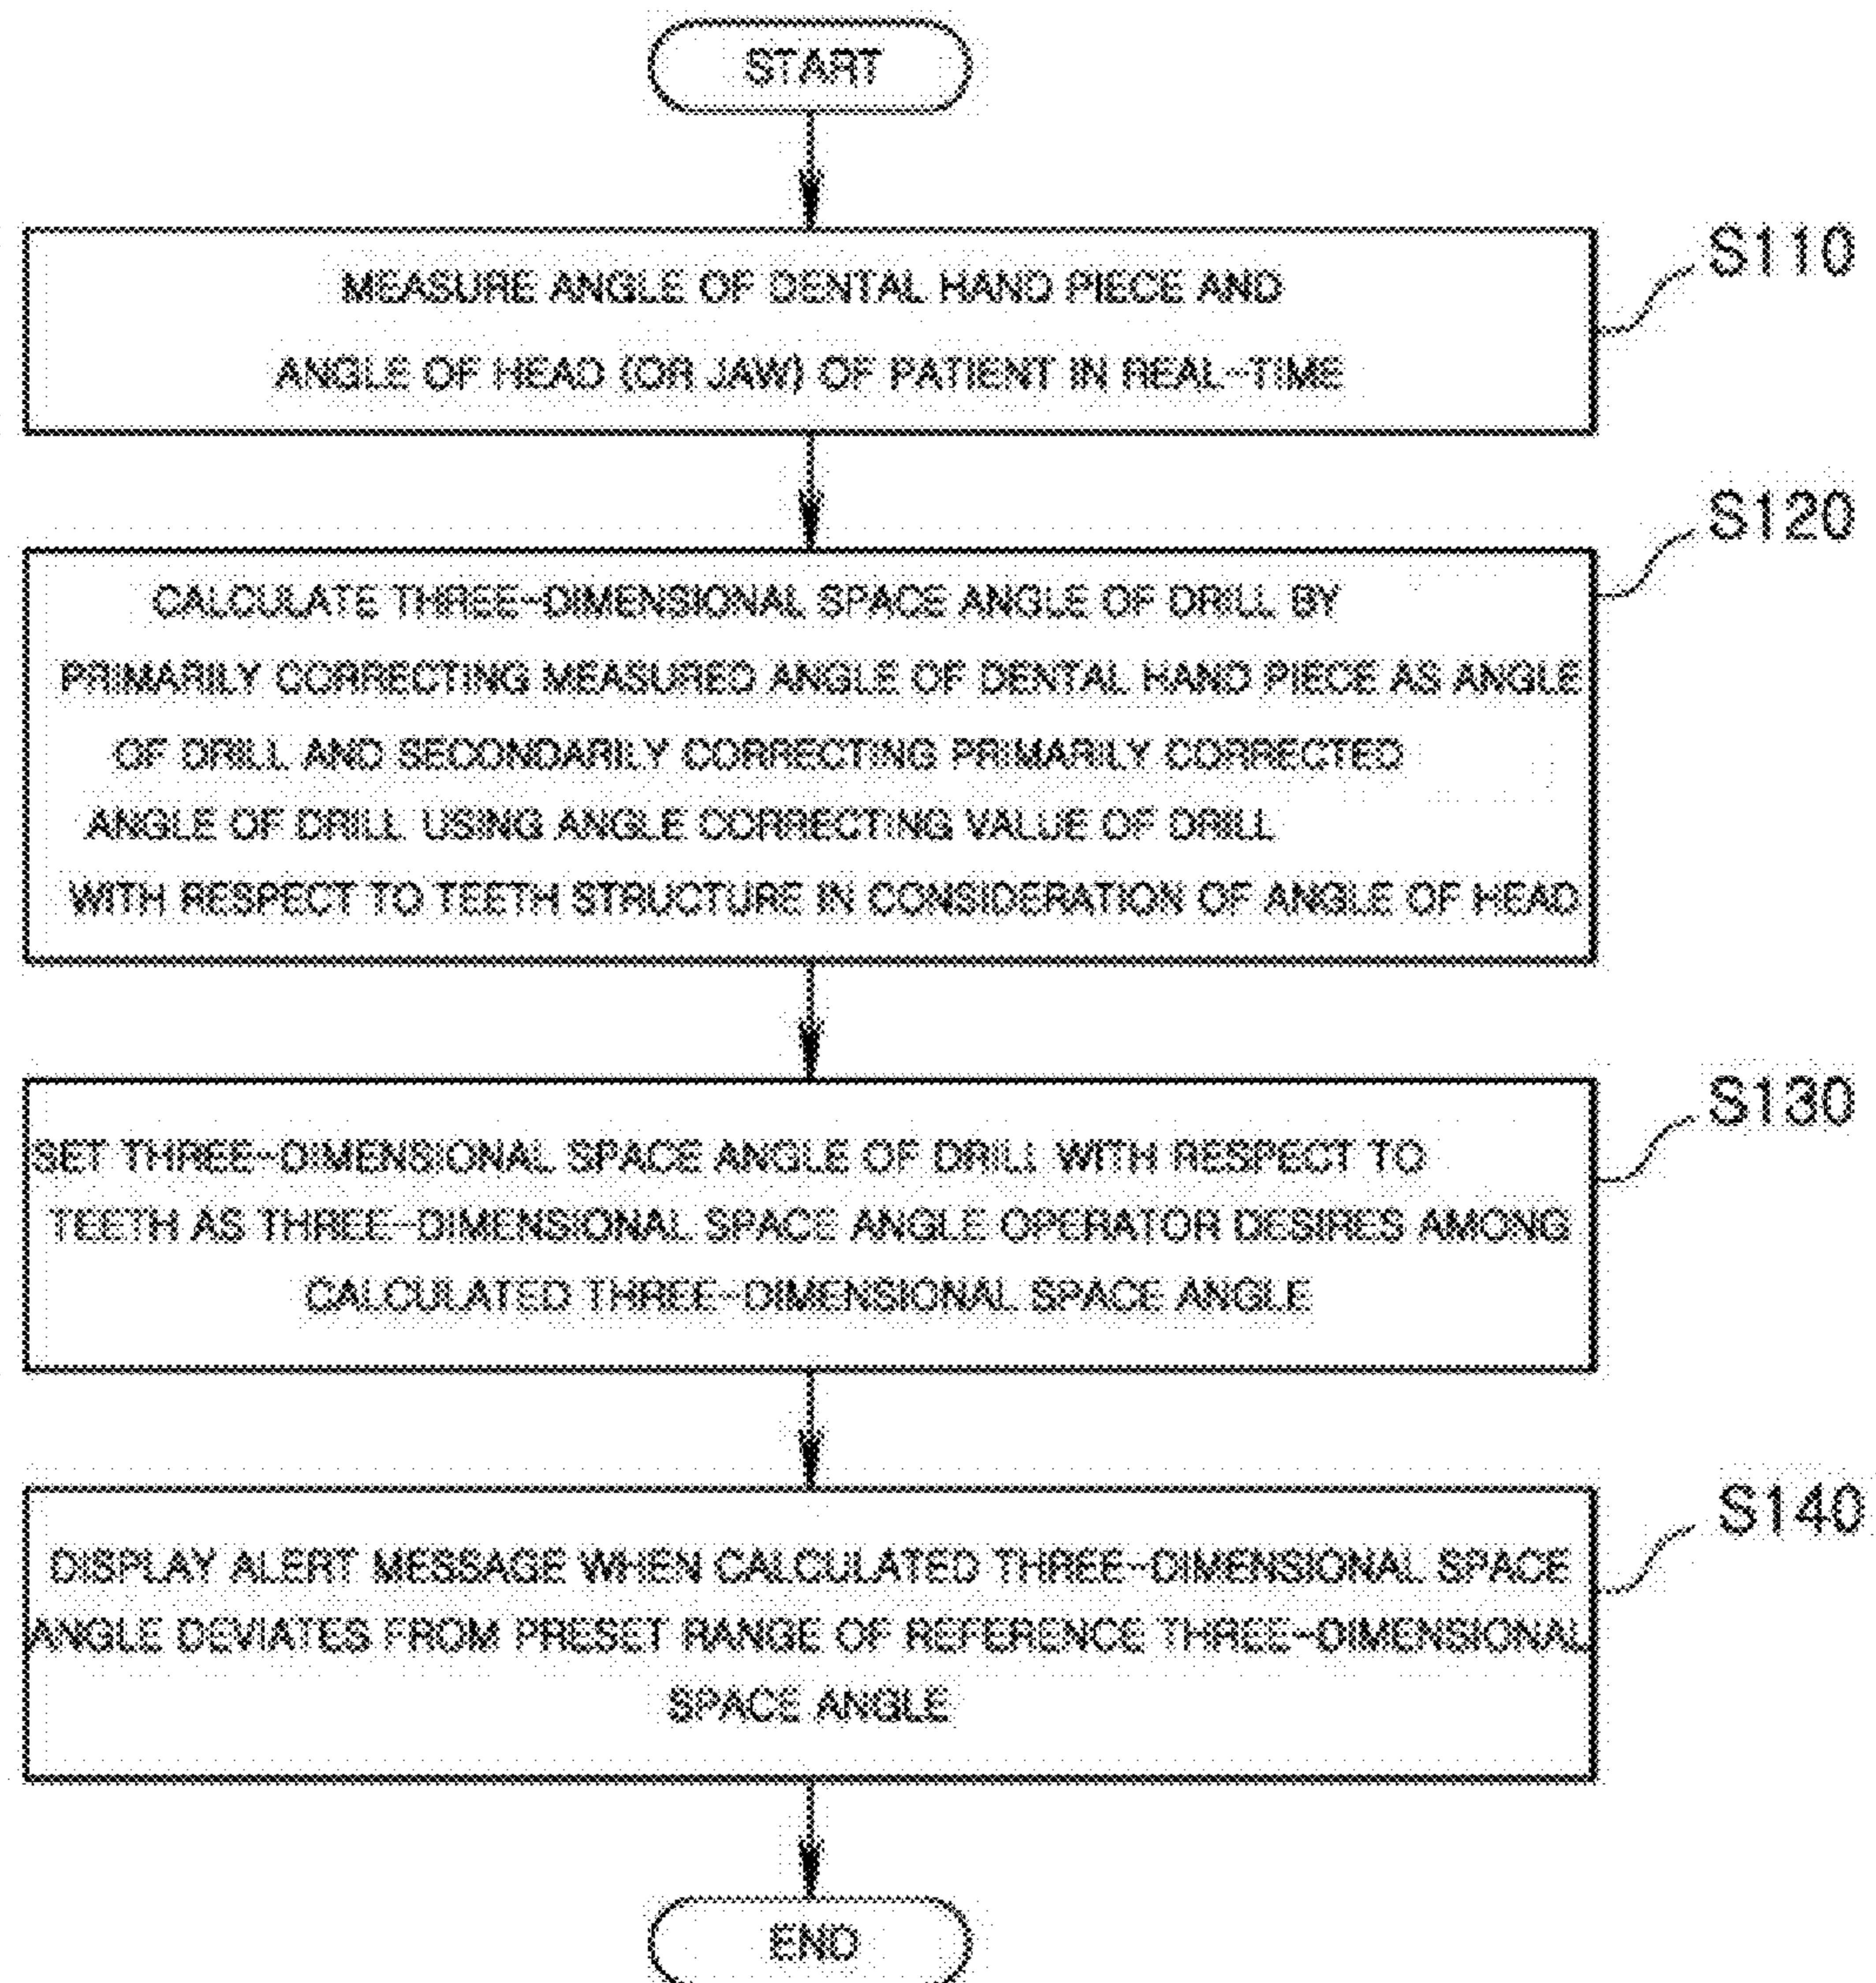 START
S110
MEASURE ANGLE OF DENTAL HAND PIECE AND
ANGLE OF HEAD (OR JAW) OF PATIENT IN REAL-TIME
S120
CALCULATE THREE-DIMENSIONAL SPACE ANGLE OF DRILL BY
PRIMARILY CORRECTING MEASURED ANGLE OF DENTAL HAND PIECE AS ANGLE
OF DRILL AND SECONDARILY CORRECTING PRIMARILY CORRECTED
ANGLE OF DRILL USING ANGLE CORRECTING VALUE OF DRILL
WITH RESPECT TO TEETH STRUCTURE IN CONSIDERATION OF ANGLE OF HEAD
S130
SET THREE-DIMENSIONAL SPACE ANGLE OF DRILL WITH RESPECT TO
TEETH AS THREE-DIMENSIONAL SPACE ANGLE OPERATOR DESIRES AMONG
CALCULATED THREE-DIMENSIONAL SPACE ANGLE
S140
DISPLAY ALERT MESSAGE WHEN CALCULATED THREE-DIMENSIONAL SPACE
ANGLE DEVIATES FROM PRESET RANGE OF REFERENCE THREE-DIMENSIONAL
SPACE ANGLE
END